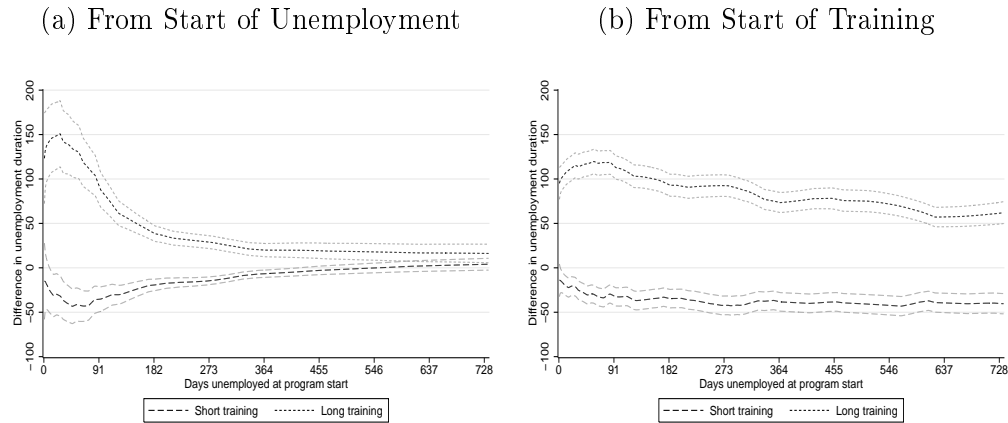 (a) From Start of Unemployment
(b) From Start of Training
Difference in unemployment duration
200
150
100
50
0
−50
−100
0 91 182 273 364 455 546 637 728
Days unemployed at program start
Short training Long training
Difference in unemployment duration
200
150
100
50
0
−50
−100
0 91 182 273 364 455 546 637 728
Days unemployed at program start
Short training Long training